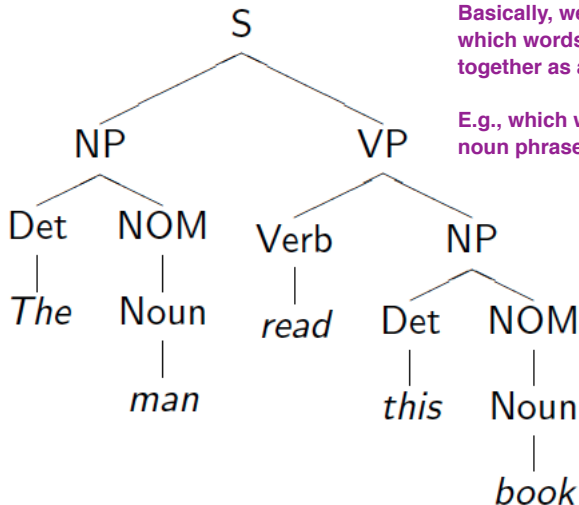 S
Basically, we
which words
together as a
E.g., which w
noun phrase
NP VP
Det NOM Verb NP
The Noun read Det NOM
man this Noun
book